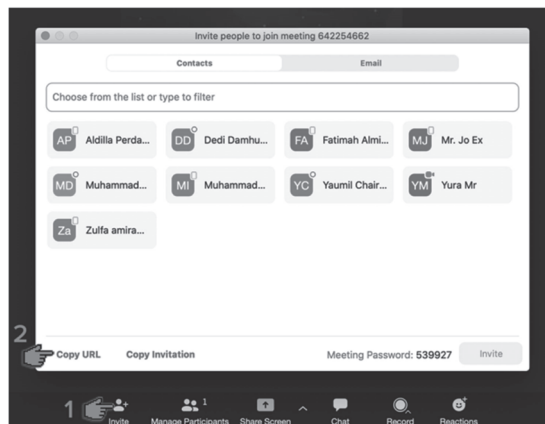 Invite people to join meeting 642254662
Contacts Email
Choose from the list or type to filter
AP Aldilla Perda... DD Dedi Damhu... FA Fatimah Almi... MJ Mr. Jo Ex
MD Muhammad... MI Muhammad... YC Yaumil Chair... YM Yura Mr
Za Zulfa amira...
2
Copy URL Copy Invitation Meeting Password: 539927 Invite
1
1
Invite Manage Participants Share Screen Chat Record Reactions